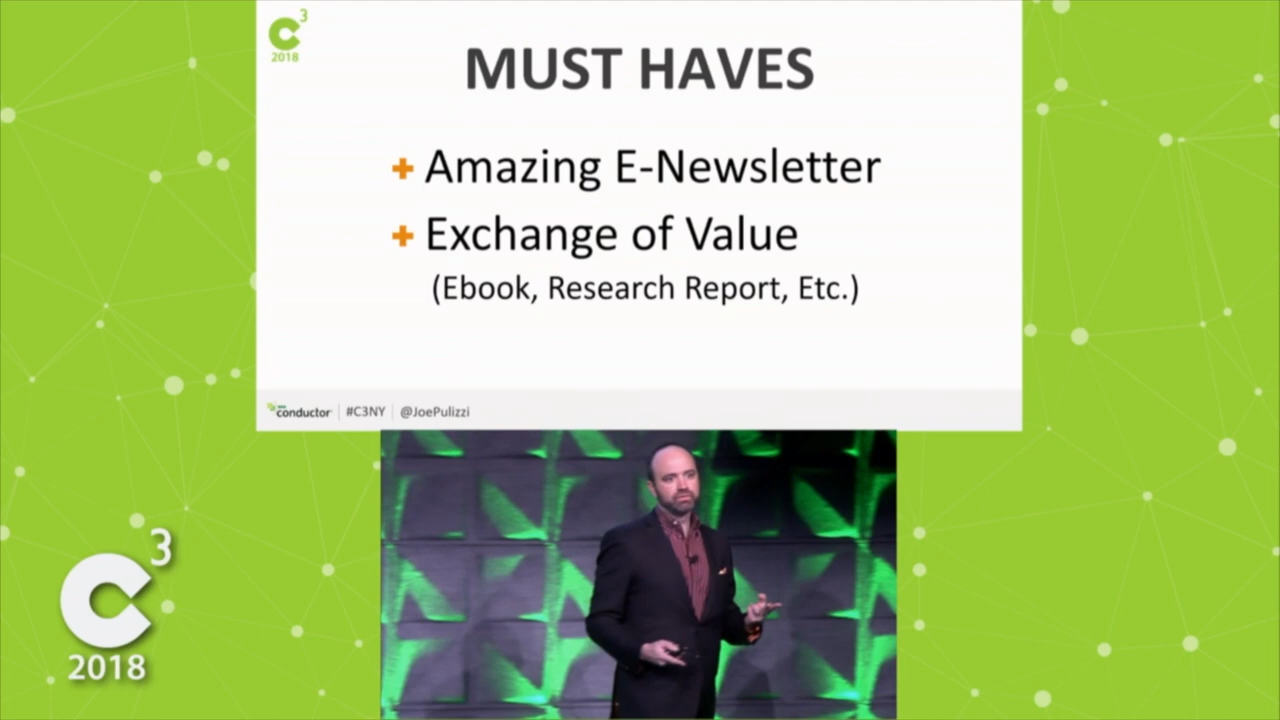 C3
2018
MUST HAVES
+ Amazing E-Newsletter
+ Exchange of Value
(Ebook, Research Report, Etc.)
conductor #C3NY @JoePulizzi
C3
2018